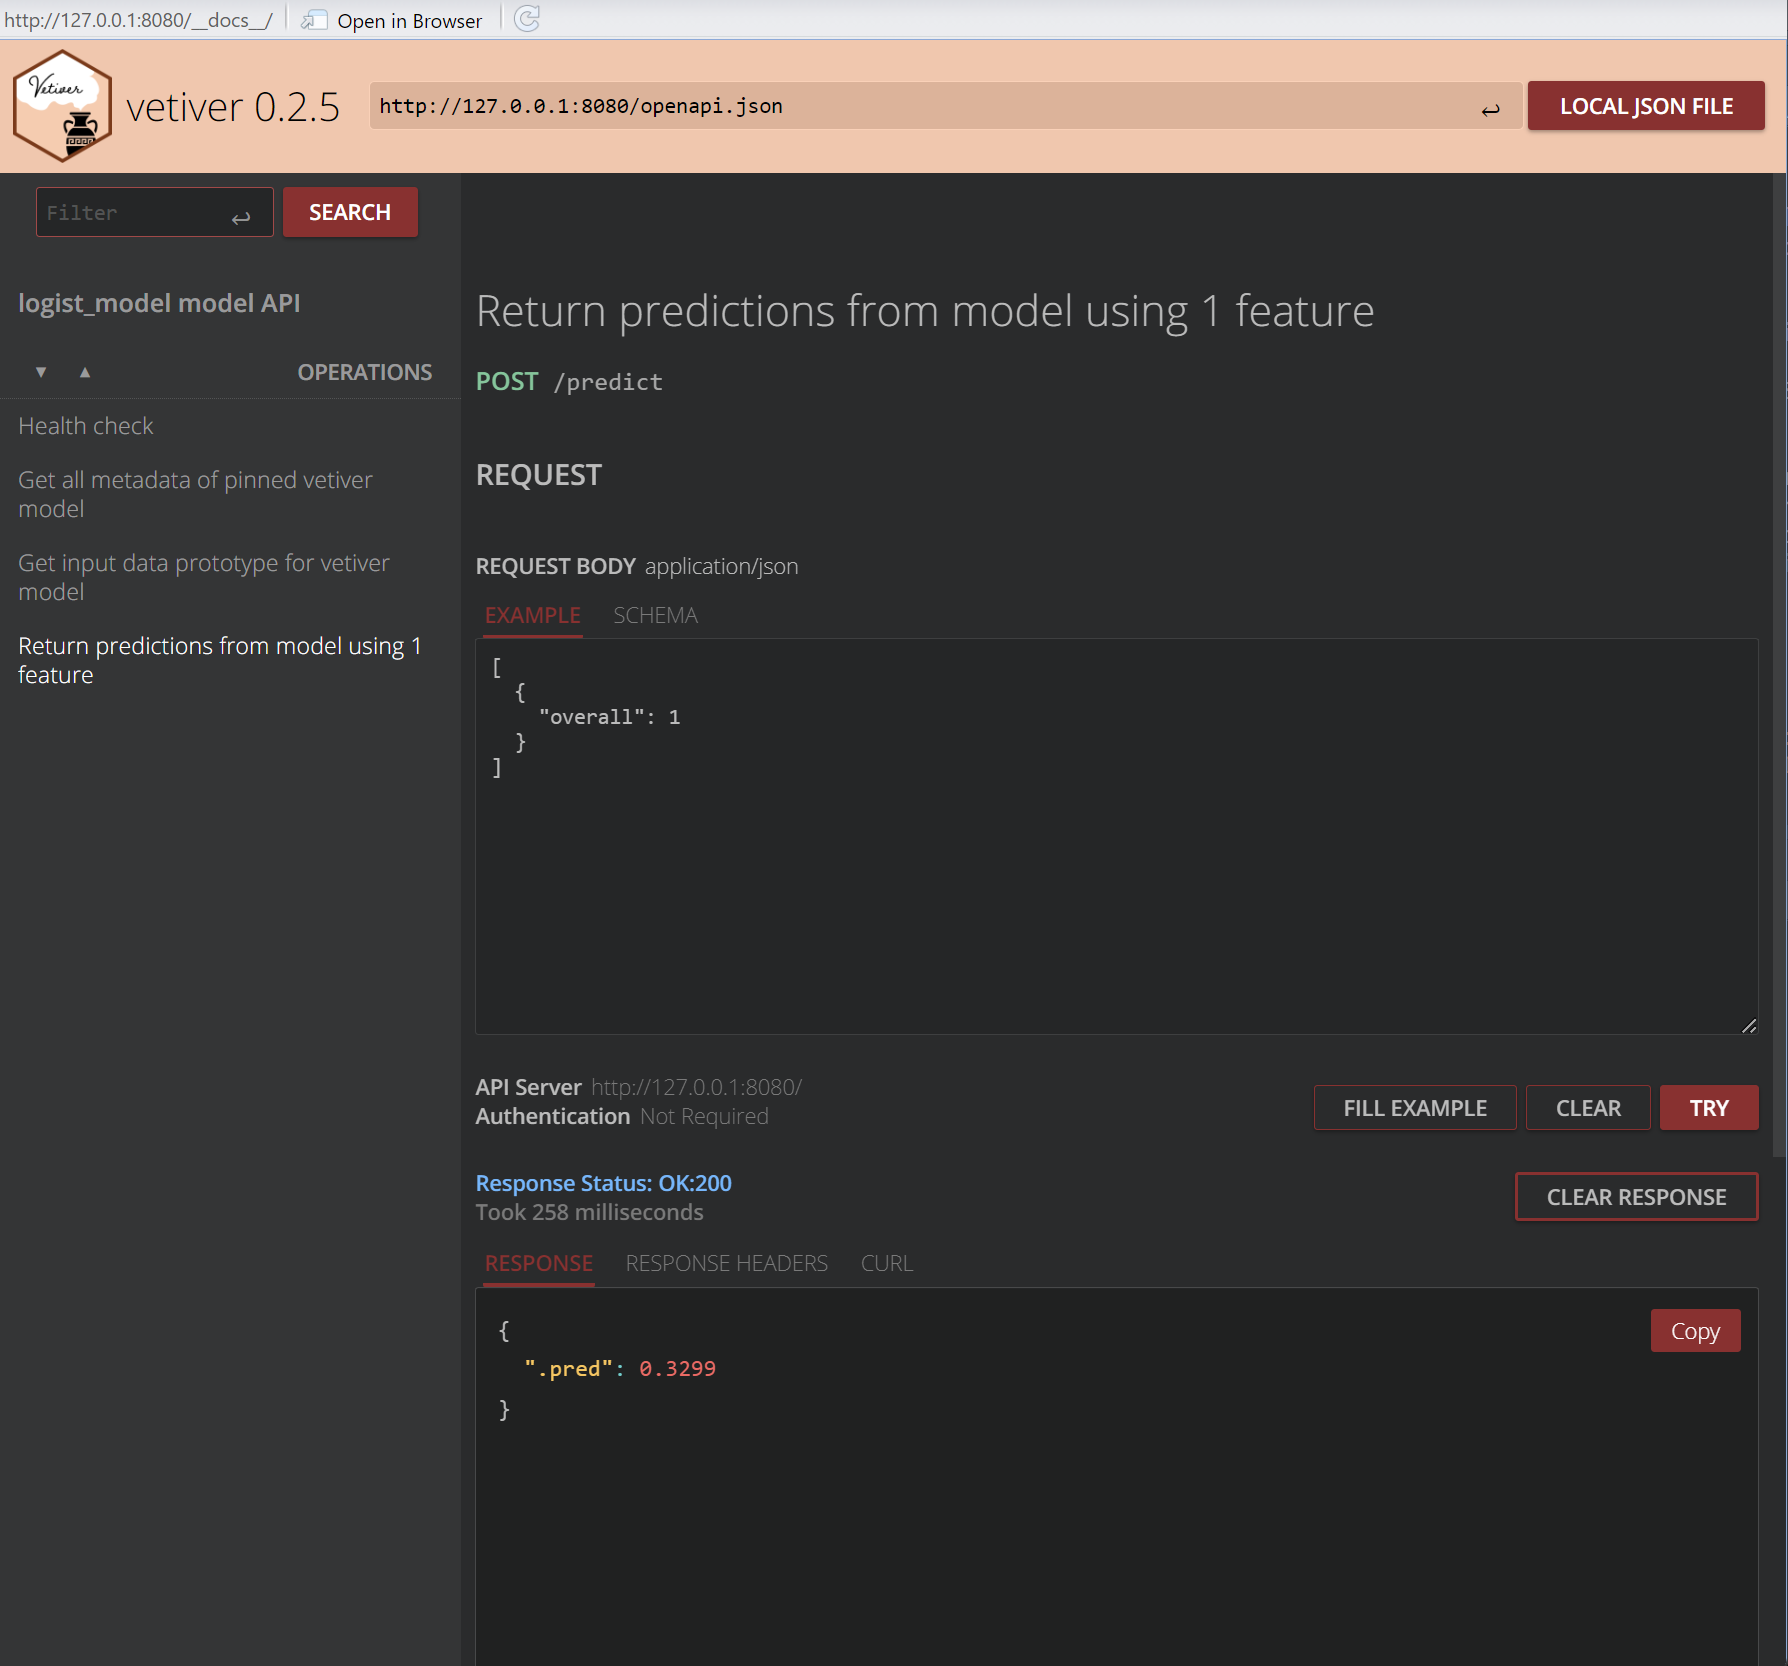 http://127.0.0.1:8080/__docs__/ Open in Browser
Vetiver
vetiver 0.2.5
http://127.0.0.1:8080/openapi.json
LOCAL JSON FILE
Filter
SEARCH
logist_model model API
OPERATIONS
Health check
Get all metadata of pinned vetiver
model
Get input data prototype for vetiver
model
Return predictions from model using 1
feature
Return predictions from model using 1 feature
POST /predict
REQUEST
REQUEST BODY application/json
EXAMPLE SCHEMA
[
{
"overall": 1
}
]
API Server http://127.0.0.1:8080/
Authentication Not Required
FILL EXAMPLE CLEAR TRY
Response Status: OK:200
Took 258 milliseconds
CLEAR RESPONSE
RESPONSE RESPONSE HEADERS CURL
Copy
{
".pred": 0.3299
}